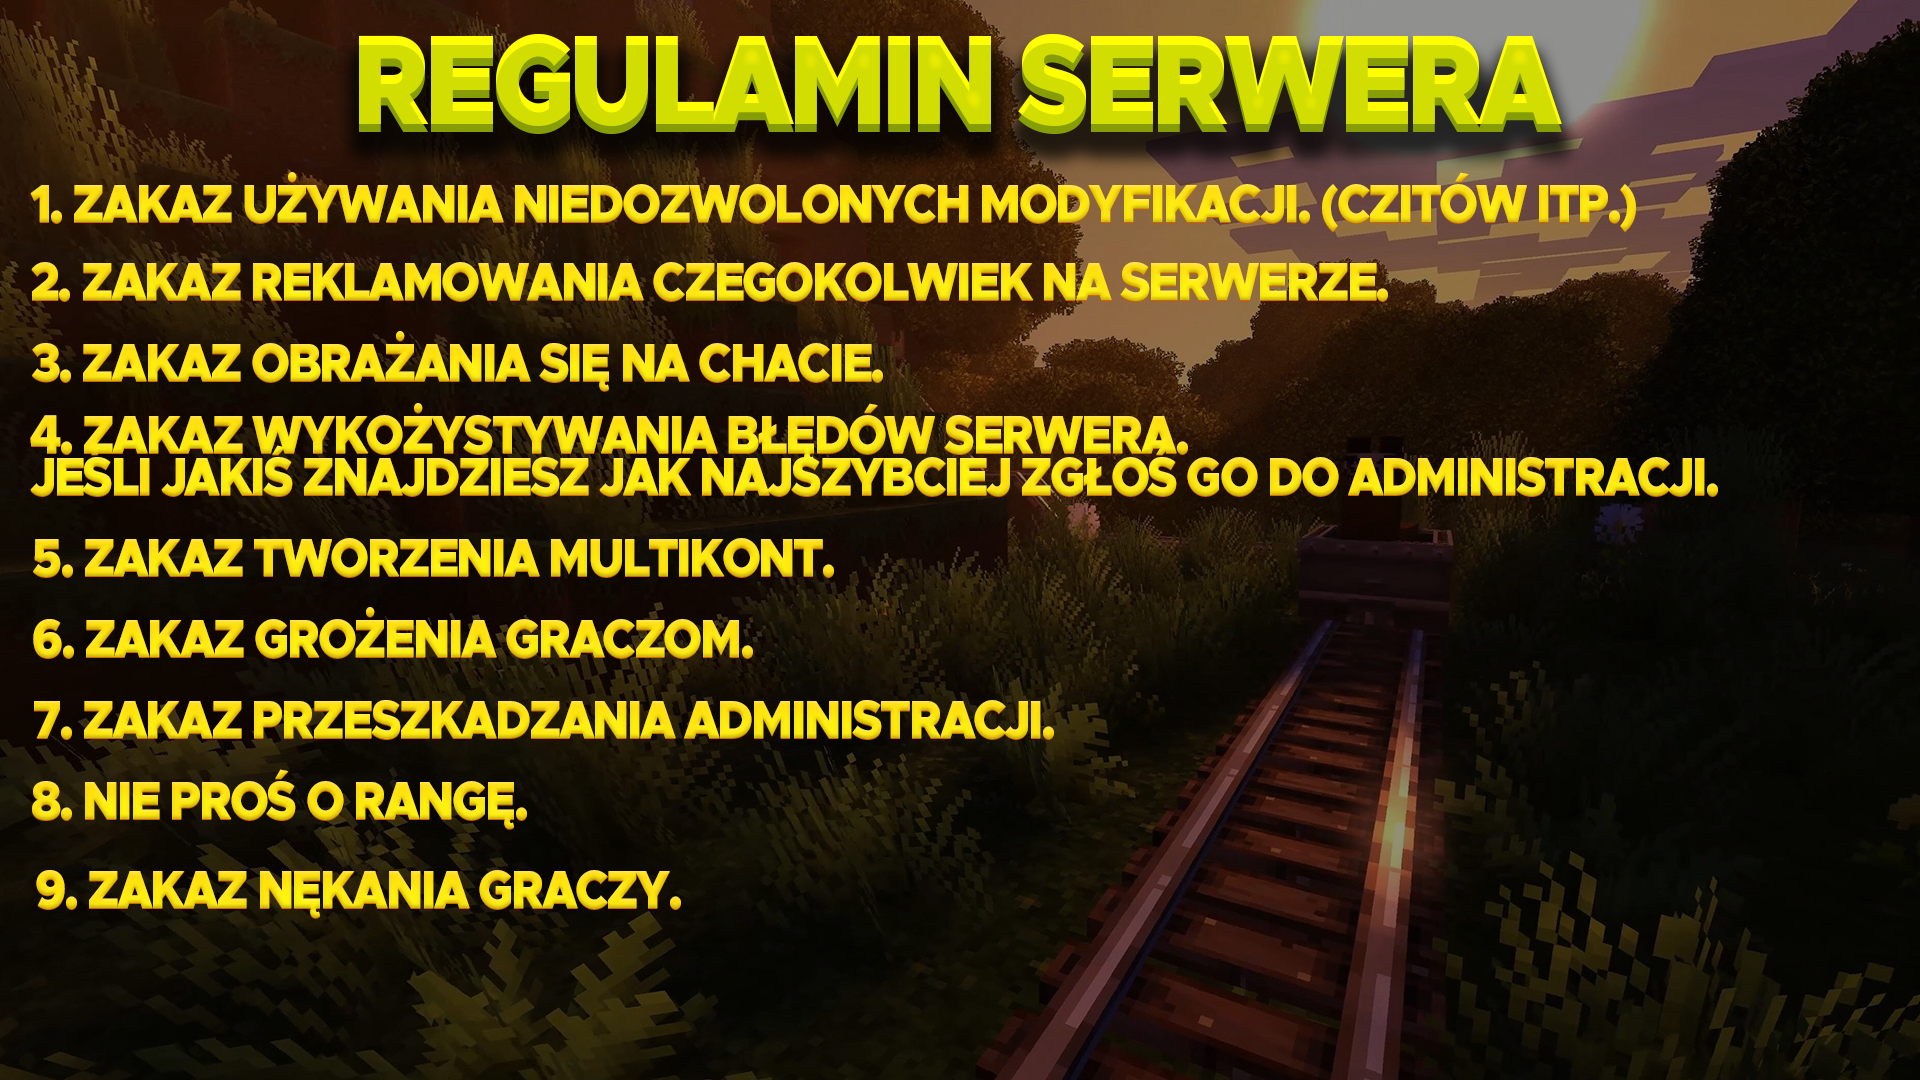 REGULAMIN SERWERA
1. ZAKAZ UŻYWANIA NIEDOZWOLONYCH MODYFIKACJI. (CZITÓW ITP.)
2. ZAKAZ REKLAMOWANIA CZEGOKOLWIEK NA SERWERZE.
3. ZAKAZ OBRAŻANIA SIĘ NA CHACIE.
4. ZAKAZ WYKOŻYSTYWANIA BŁĘDÓW SERWERA.
JEŚLI JAKIŚ ZNAJDZIESZ JAK NAJSZYBCIEJ ZGŁOŚ GO DO ADMINISTRACJI.
5. ZAKAZ TWORZENIA MULTIKONT.
6. ZAKAZ GROŻENIA GRACZOM.
7. ZAKAZ PRZESZKADZANIA ADMINISTRACJI.
8. NIE PROŚ O RANGĘ.
9. ZAKAZ NĘKANIA GRACZY.